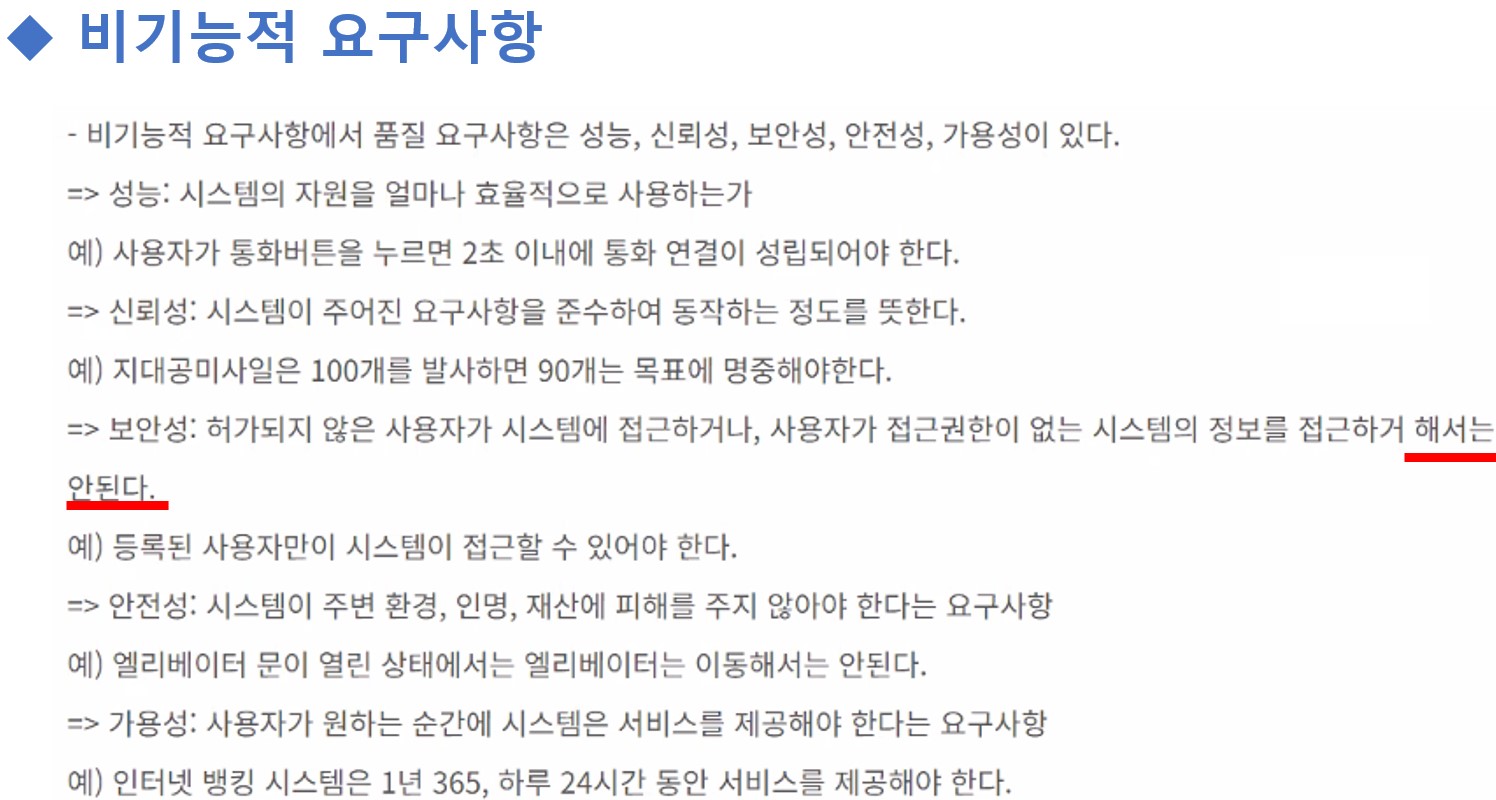 ◆ 비기능적 요구사항
- 비기능적 요구사항에서 품질 요구사항은 성능, 신뢰성, 보안성, 안전성, 가용성이 있다.
=> 성능: 시스템의 자원을 얼마나 효율적으로 사용하는가
예) 사용자가 통화버튼을 누르면 2초 이내에 통화 연결이 성립되어야 한다.
=> 신뢰성: 시스템이 주어진 요구사항을 준수하여 동작하는 정도를 뜻한다.
예) 지대공미사일은 100개를 발사하면 90개는 목표에 명중해야한다.
=> 보안성: 허가되지 않은 사용자가 시스템에 접근하거나, 사용자가 접근권한이 없는 시스템의 정보를 접근하거 해서는
안된다.
예) 등록된 사용자만이 시스템이 접근할 수 있어야 한다.
=> 안전성: 시스템이 주변 환경, 인명, 재산에 피해를 주지 않아야 한다는 요구사항
예) 엘리베이터 문이 열린 상태에서는 엘리베이터는 이동해서는 안된다.
=> 가용성: 사용자가 원하는 순간에 시스템은 서비스를 제공해야 한다는 요구사항
예) 인터넷 뱅킹 시스템은 1년 365, 하루 24시간 동안 서비스를 제공해야 한다.